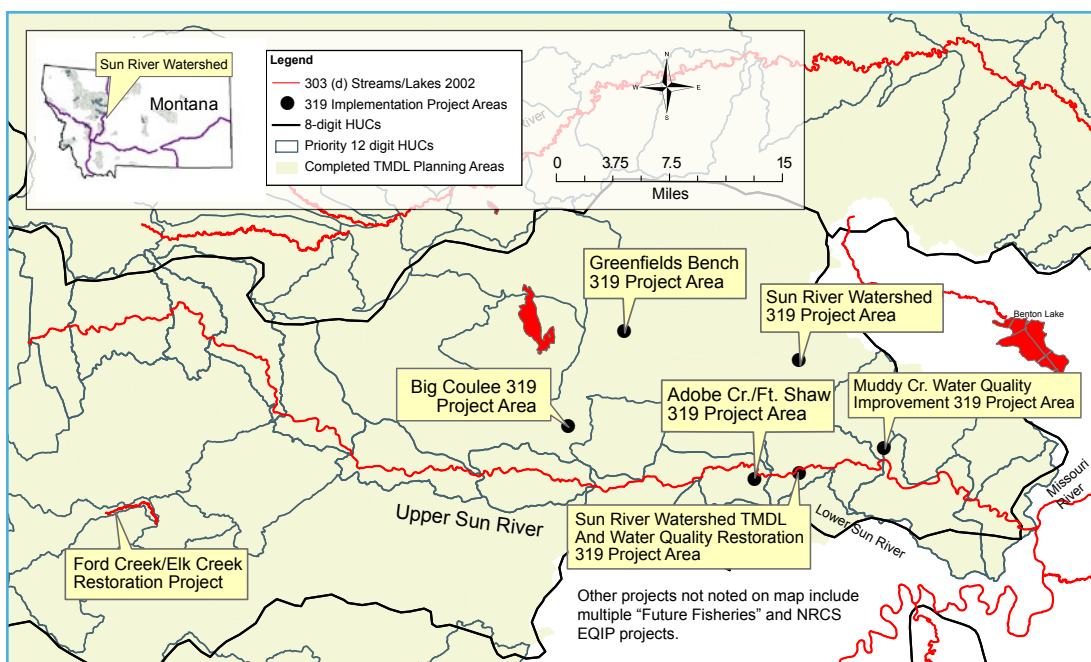 Sun River Watershed
Montana
Legend
303 (d) Streams/Lakes 2002
319 Implementation Project Areas
8-digit HUCs
Priority 12 digit HUCs
Completed TMDL Planning Areas
N
W
E
S
River
0
3.75
7.5
15
Miles
Greenfields Bench
319 Project Area
Sun River Watershed
319 Project Area
Benton Lake
Big Coulee 319
Project Area
Adobe Cr./Ft. Shaw
319 Project Area
Muddy Cr. Water Quality
Improvement 319 Project Area
Missouri
River
Upper Sun River
Lower Sun River
Sun River Watershed TMDL
And Water Quality Restoration
319 Project Area
Ford Creek/Elk Creek
Restoration Project
Other projects not noted on map include
multiple “Future Fisheries” and NRCS
EQIP projects.